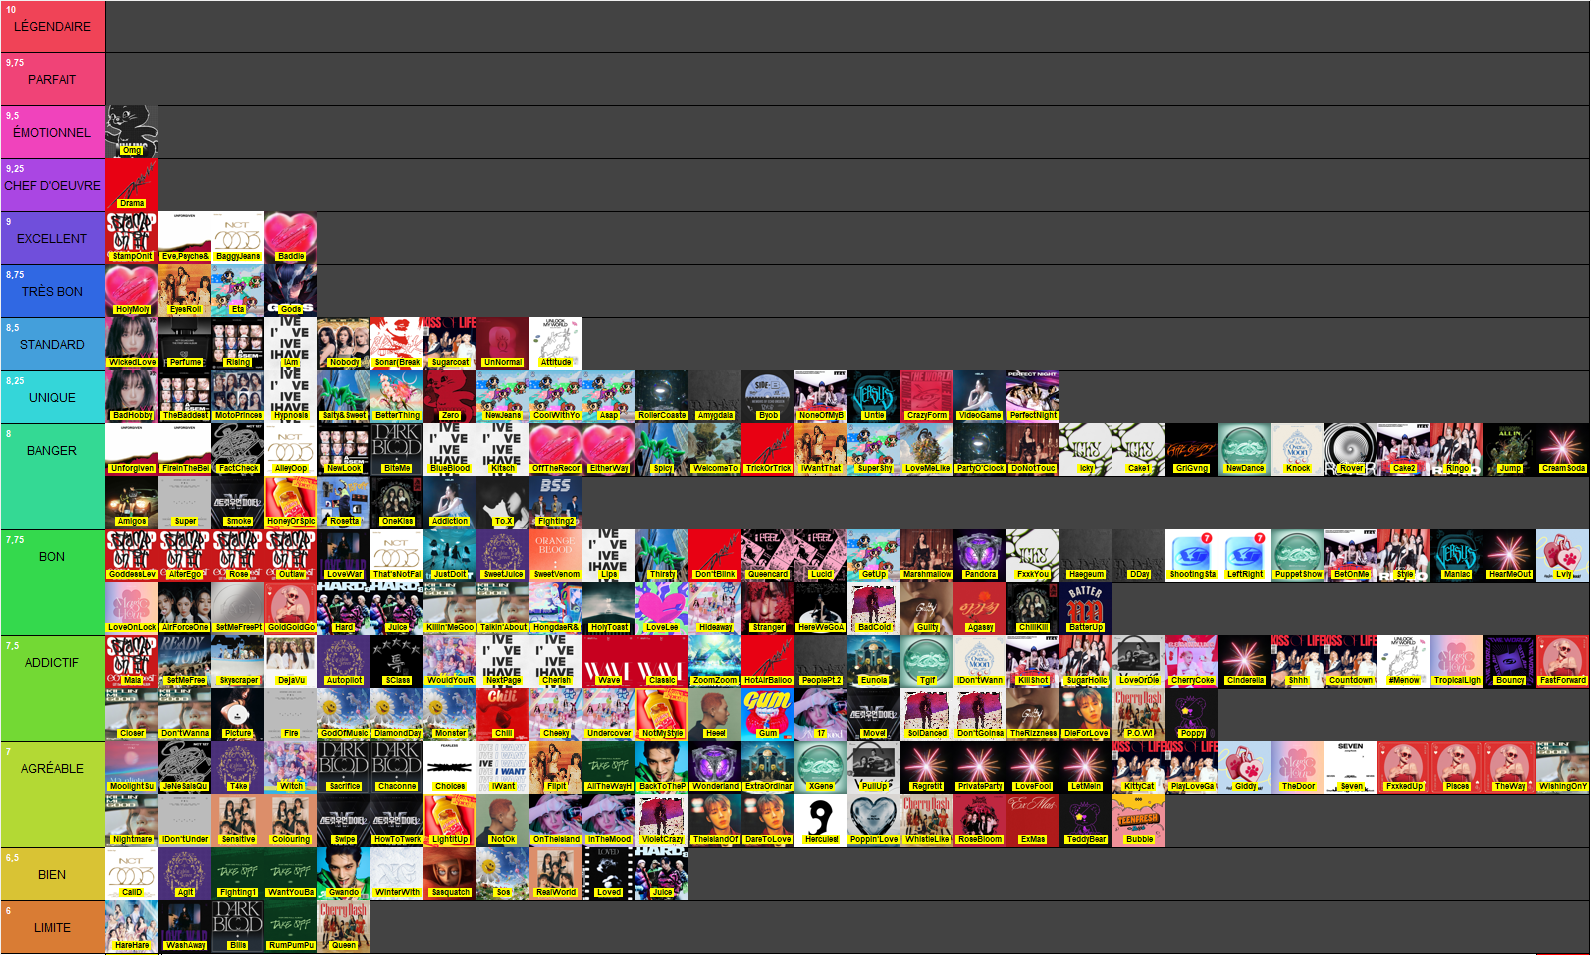 10
LÉGENDAIRE
9,75
PARFAIT
9,5
ÉMOTIONNEL
Omg
9,25
CHEF D'OEUVRE
Drama
9
EXCELLENT
StampOnIt Eve,Psyche& BaggyJeans Baddie
8,75
TRÈS BON
HolyMoly EyesRoll Eta Gods
8,5
STANDARD
WickedLove Perfume Rising IAm Nobody Sonar(Break Sugarcoat UnNormal Attitude
8,25
UNIQUE
BadHobby TheBaddest MotoPrinces Hypnosis Salty&Sweet BetterThing Zero NewJeans CoolWithYo Asap RollerCoaste Amygdala Byob NoneOfMyB Untie CrazyForm VideoGame PerfectNight
8
BANGER
Unforgiven FireInTheBel FactCheck AlleyOop NewLook BiteMe BlueBlood Kitsch OffTheRecor EitherWay Spicy WelcomeTo TrickOrTrick IWantThat SuperShy LoveMeLike PartyO'Clock DoNotTouc Icky Cake1 GrlGvng NewDance Knock Rover Cake2 Ringo Jump CreamSoda
Amigos Super Smoke HoneyOrSpic Rosetta OneKiss Addiction To.X Fighting2
7,75
BON
GoddessLev AlterEgo Rose Outlaw LoveWar That'sNotFai JustDoIt SweetJuice SweetVenom Lips Thirsty Don'tBlink Queencard Lucid GetUp Marshmallow Pandora FxxkYou Haegeum DDay ShootingSta LeftRight PuppetShow BetOnMe Style Maniac HearMeOut Lvly
LoveOnLock AirForceOne SetMeFreePt GoldGoldGo Hard Juice Killin'MeGoo Talkin'About HongdaeR& HolyToast LoveLee Hideaway Stranger HereWeGoA BadCold Guilty Agassy ChillKill BatterUp
7,5
ADDICTIF
Mala SetMeFree Skyscraper DejaVu Autopilot SClass WouldYouR NextPage Cherish Wave Classic ZoomZoom HotAirBalloo PeoplePt.2 Eunoia Tgif IDon'tWann KillShot SugarHolic LoveOrDie CherryCoke Cinderella Shhh Countdown #Menow TropicalLigh Bouncy FastForward
Closer Don'tWanna Picture Fire GodOfMusic DiamondDay Monster Chill Cheeky Undercover NotMyStyle Heeel Gum 17 Move! SolDanced Don'tGoInsa TheRizzness DieForLove P.O.W! Poppy
7
AGRÉABLE
MoolightSu JeNeSaisQu T4ke Witch Sacrifice Chaconne Choices IWant FlipIt AllTheWayH BackToTheP Wonderland ExtraOrdinar XGene PullUp RegretIt PrivateParty LoveFool LetMeIn KittyCat PlayLoveGa Giddy TheDoor Seven FxxkedUp Pisces TheWay WishingOnY
Nightmare IDon'tUnder Sensitive Colouring Swipe HowToTwerk LightItUp NotOk OnTheIsland InTheMood VioletCrazy TheIslandOf DareToLove Hercules! Poppin'Love WhistleLike RoseBloom ExMas TeddyBear Bubble
6,5
BIEN
CallD Agit Fighting1 WantYouBa Gwando WinterWith Sasquatch Sos RealWorld Loved Juice
6
LIMITE
HareHare WashAway Bills RumPumPu Queen